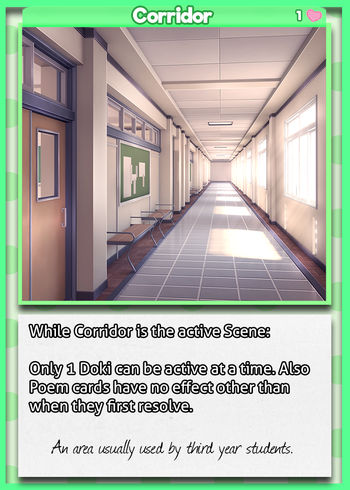 Corridor
1
While Corridor is the active Scene:
Only 1 Doki can be active at a time. Also
Poem cards have no effect other than
when they first resolve.
An area usually used by third year students.